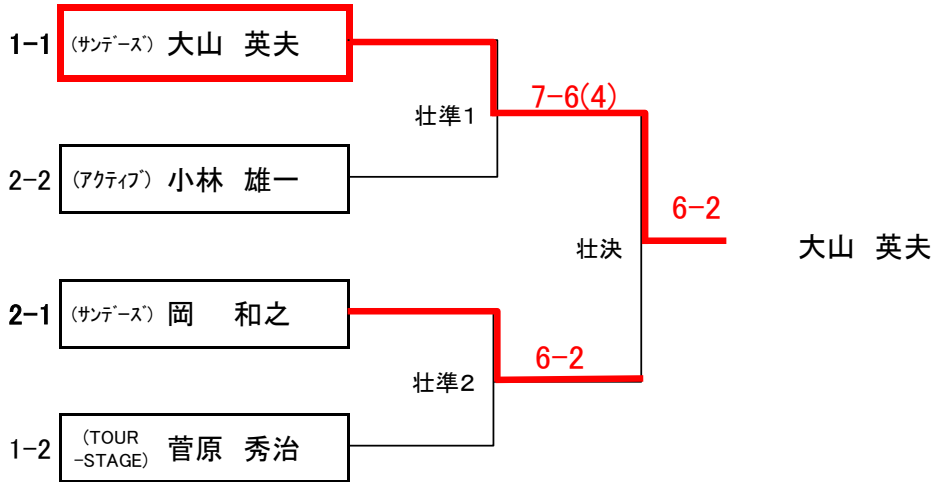 1-1 (サンデーズ) 大山 英夫
7-6(4)
壮準1
2-2 (アクティブ) 小林 雄一
6-2
壮決
大山 英夫
2-1 (サンデーズ) 岡 和之
6-2
壮準2
1-2 (TOUR
-STAGE) 菅原 秀治